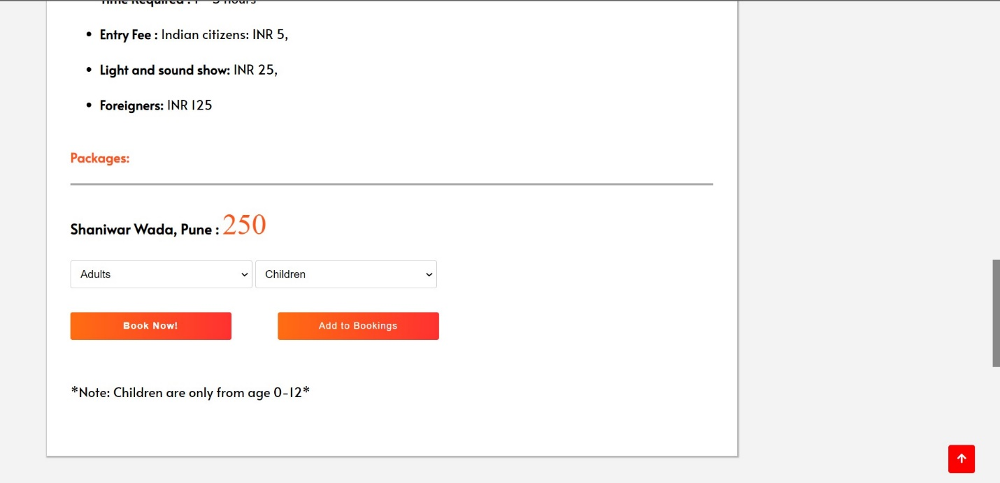 Time Required : 1 - 3 hours
Entry Fee : Indian citizens: INR 5,
Light and sound show: INR 25,
Foreigners: INR 125
Packages:
Shaniwar Wada, Pune : 250
Adults Children
Book Now! Add to Bookings
*Note: Children are only from age 0-12*